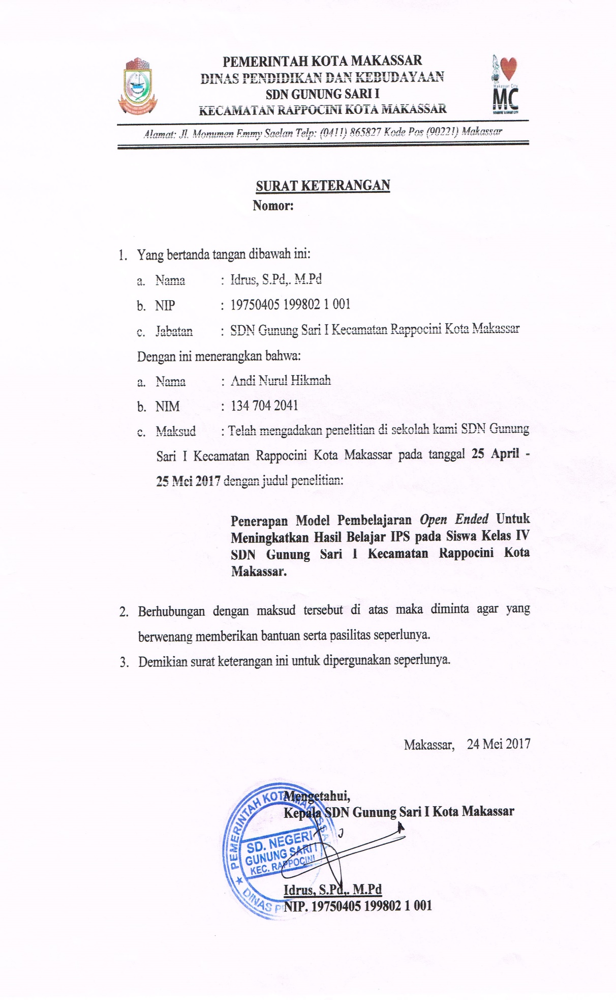 PEMERINTAH KOTA MAKASSAR
DINAS PENDIDIKAN DAN KEBUDAYAAN
SDN GUNUNG SARI I
KECAMATAN RAPPOCINI KOTA MAKASSAR
Makassar City
MC
SOMBERE' & SMART CITY
Alamat: Jl. Monumen Emmy Saelan Telp: (0411) 865827 Kode Pos (90221) Makassar
SURAT KETERANGAN
Nomor:
1. Yang bertanda tangan dibawah ini:
a. Nama : Idrus, S.Pd,. M.Pd
b. NIP : 19750405 199802 1 001
c. Jabatan : SDN Gunung Sari I Kecamatan Rappocini Kota Makassar
Dengan ini menerangkan bahwa:
a. Nama : Andi Nurul Hikmah
b. NIM : 134 704 2041
c. Maksud : Telah mengadakan penelitian di sekolah kami SDN Gunung
Sari I Kecamatan Rappocini Kota Makassar pada tanggal 25 April -
25 Mei 2017 dengan judul penelitian:
Penerapan Model Pembelajaran Open Ended Untuk
Meningkatkan Hasil Belajar IPS pada Siswa Kelas IV
SDN Gunung Sari I Kecamatan Rappocini Kota
Makassar.
2. Berhubungan dengan maksud tersebut di atas maka diminta agar yang
berwenang memberikan bantuan serta pasilitas seperlunya.
3. Demikian surat keterangan ini untuk dipergunakan seperlunya.
Makassar, 24 Mei 2017
Mengetahui,
Kepala SDN Gunung Sari I Kota Makassar
PEMERINTAH KOTA MAKASSAR
SD. NEGERI
GUNUNG SARI I
KEC. RAPPOCINI
DINAS
Idrus, S.Pd,. M.Pd
NIP. 19750405 199802 1 001